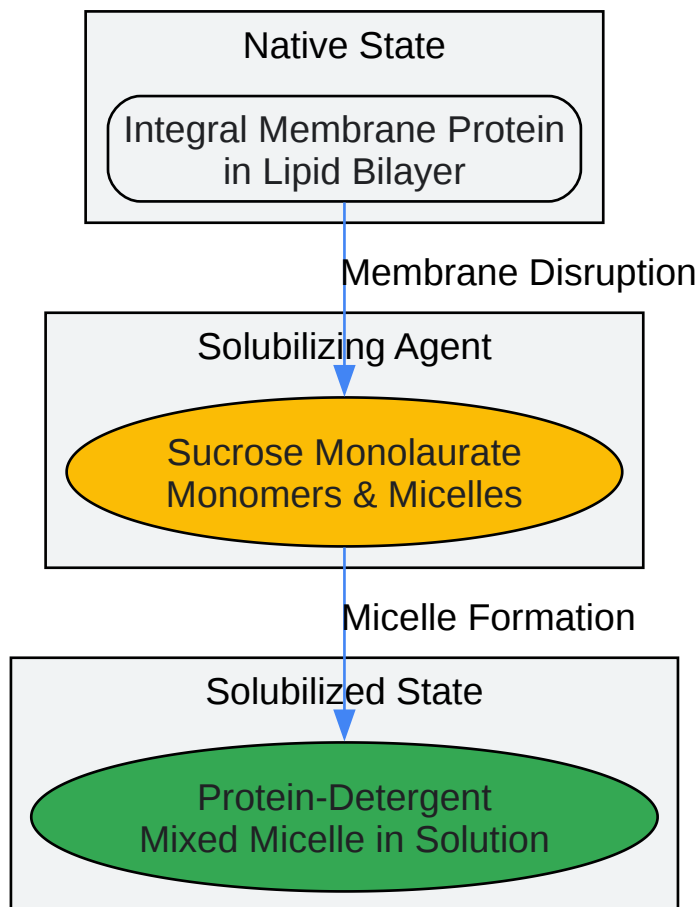 Native State
Integral Membrane Protein
in Lipid Bilayer
Membrane Disruption
Solubilizing Agent
Sucrose Monolaurate
Monomers & Micelles
Micelle Formation
Solubilized State
Protein-Detergent
Mixed Micelle in Solution